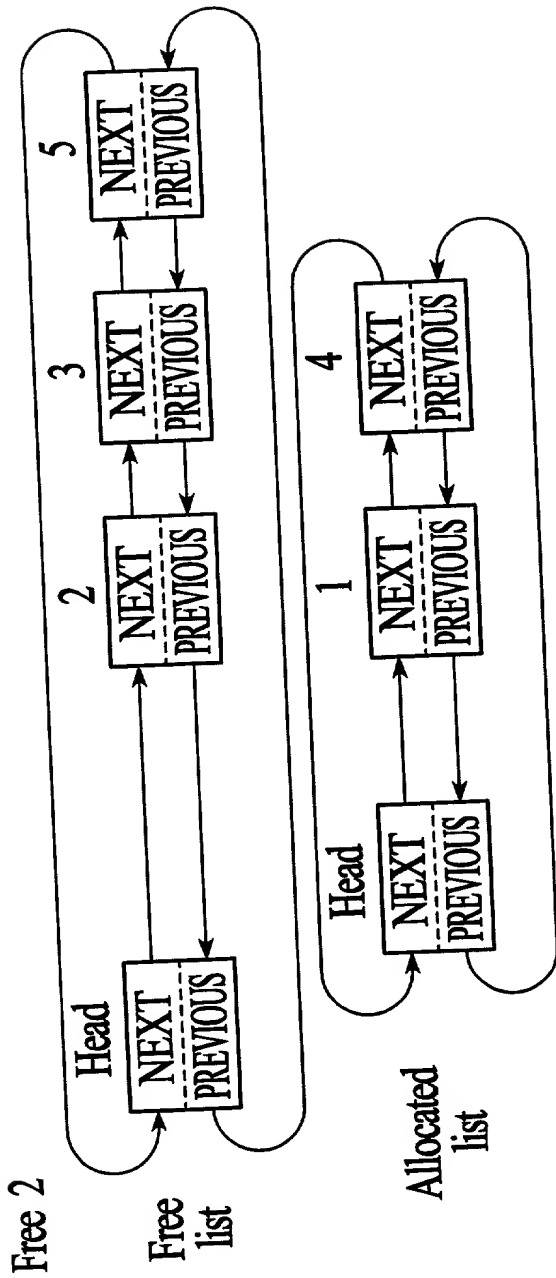 Free 2
Free
list
Head
NEXT
PREVIOUS
2
NEXT
PREVIOUS
3
NEXT
PREVIOUS
5
NEXT
PREVIOUS
Allocated
list
Head
NEXT
PREVIOUS
1
NEXT
PREVIOUS
4
NEXT
PREVIOUS